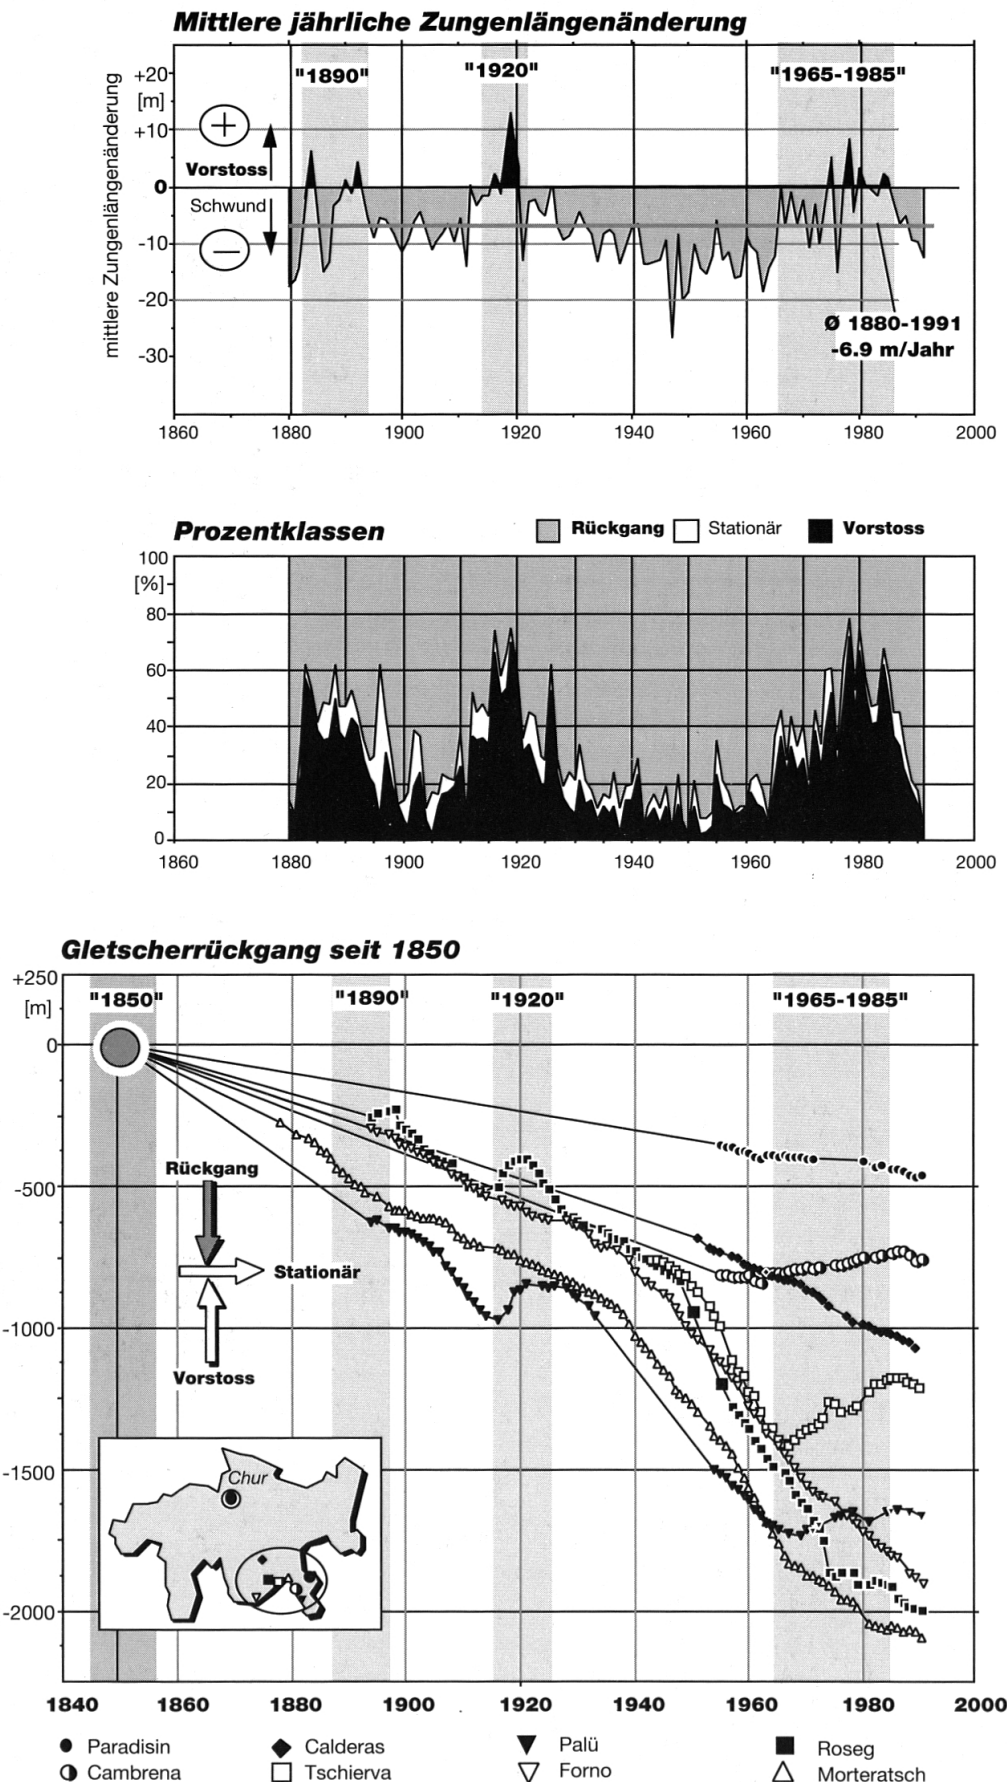 Mittlere jährliche Zungenlängenänderung
mittlere Zungenlängenänderung
"1890" "1920" "1965-1985"
+20
[m]
+10
Vorstoss
0
Schwund
-10
-20
-30
Ø 1880-1991
-6.9 m/Jahr
1860 1880 1900 1920 1940 1960 1980 2000
Prozentklassen
Rückgang Stationär Vorstoss
100
[%]
80
60
40
20
0
1860 1880 1900 1920 1940 1960 1980 2000
Gletscherrückgang seit 1850
+250
[m]
"1850" "1890" "1920" "1965-1985"
0
Rückgang
-500
Stationär
-1000
Vorstoss
Chur
-1500
-2000
1840 1860 1880 1900 1920 1940 1960 1980 2000
Paradisin Calderas Palü Roseg
Cambrena Tschierva Forno Morteratsch